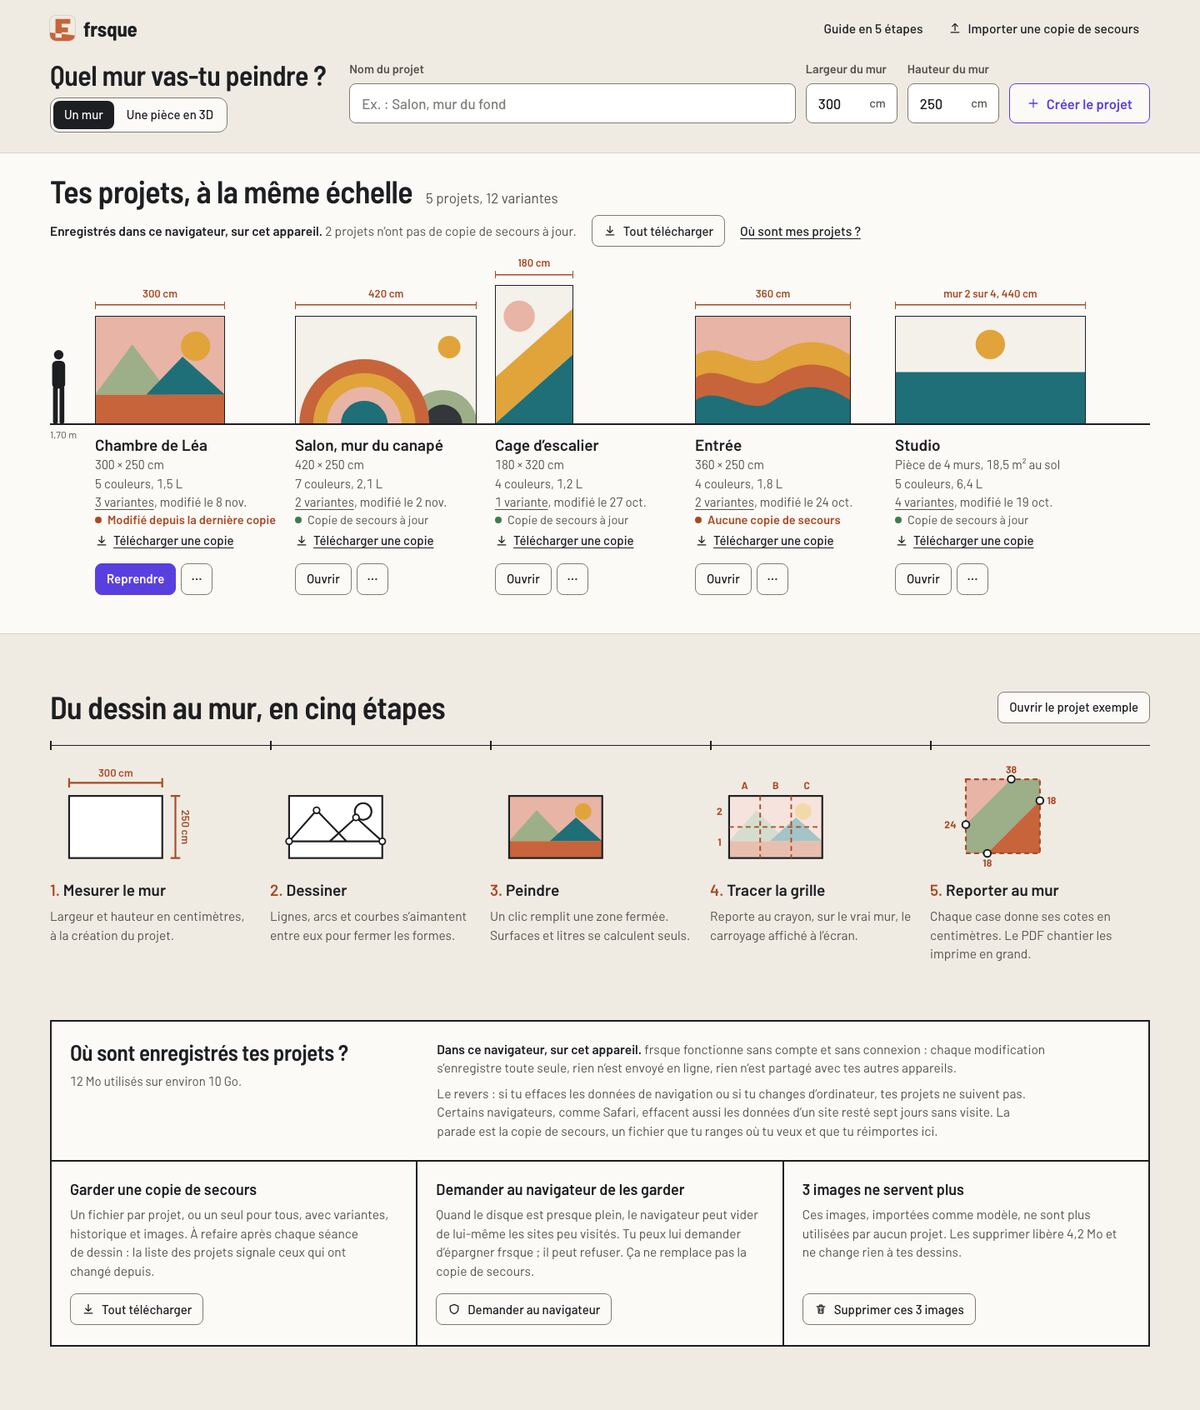 frsque
Guide en 5 étapes
Importer une copie de secours
Quel mur vas-tu peindre ?
Un mur
Une pièce en 3D
Nom du projet
Ex. : Salon, mur du fond
Largeur du mur
300 cm
Hauteur du mur
250 cm
Créer le projet
Tes projets, à la même échelle
5 projets, 12 variantes
Enregistrés dans ce navigateur, sur cet appareil. 2 projets n’ont pas de copie de secours à jour.
Tout télécharger
Où sont mes projets ?
1,70 m
300 cm
Chambre de Léa
300 × 250 cm
5 couleurs, 1,5 L
3 variantes, modifié le 8 nov.
Modifié depuis la dernière copie
Télécharger une copie
Reprendre
...
420 cm
Salon, mur du canapé
420 × 250 cm
7 couleurs, 2,1 L
2 variantes, modifié le 2 nov.
Copie de secours à jour
Télécharger une copie
Ouvrir
...
180 cm
Cage d’escalier
180 × 320 cm
4 couleurs, 1,2 L
1 variante, modifié le 27 oct.
Copie de secours à jour
Télécharger une copie
Ouvrir
...
360 cm
Entrée
360 × 250 cm
4 couleurs, 1,8 L
2 variantes, modifié le 24 oct.
Aucune copie de secours
Télécharger une copie
Ouvrir
...
mur 2 sur 4, 440 cm
Studio
Pièce de 4 murs, 18,5 m² au sol
5 couleurs, 6,4 L
4 variantes, modifié le 19 oct.
Copie de secours à jour
Télécharger une copie
Ouvrir
...
Du dessin au mur, en cinq étapes
Ouvrir le projet exemple
300 cm
250 cm
1. Mesurer le mur
Largeur et hauteur en centimètres,
à la création du projet.
2. Dessiner
Lignes, arcs et courbes s’aimantent
entre eux pour fermer les formes.
3. Peindre
Un clic remplit une zone fermée.
Surfaces et litres se calculent seuls.
A B C
2
1
4. Tracer la grille
Reporte au crayon, sur le vrai mur, le
carroyage affiché à l’écran.
38
18
24
18
5. Reporter au mur
Chaque case donne ses cotes en
centimètres. Le PDF chantier les
imprime en grand.
Où sont enregistrés tes projets ?
12 Mo utilisés sur environ 10 Go.
Dans ce navigateur, sur cet appareil. frsque fonctionne sans compte et sans connexion : chaque modification
s’enregistre toute seule, rien n’est envoyé en ligne, rien n’est partagé avec tes autres appareils.
Le revers : si tu effaces les données de navigation ou si tu changes d’ordinateur, tes projets ne suivent pas.
Certains navigateurs, comme Safari, effacent aussi les données d’un site resté sept jours sans visite. La
parade est la copie de secours, un fichier que tu ranges où tu veux et que tu réimportes ici.
Garder une copie de secours
Un fichier par projet, ou un seul pour tous, avec variantes,
historique et images. À refaire après chaque séance
de dessin : la liste des projets signale ceux qui ont
changé depuis.
Tout télécharger
Demander au navigateur de les garder
Quand le disque est presque plein, le navigateur peut vider
de lui-même les sites peu visités. Tu peux lui demander
d’épargner frsque ; il peut refuser. Ça ne remplace pas la
copie de secours.
Demander au navigateur
3 images ne servent plus
Ces images, importées comme modèle, ne sont plus
utilisées par aucun projet. Les supprimer libère 4,2 Mo et
ne change rien à tes dessins.
Supprimer ces 3 images